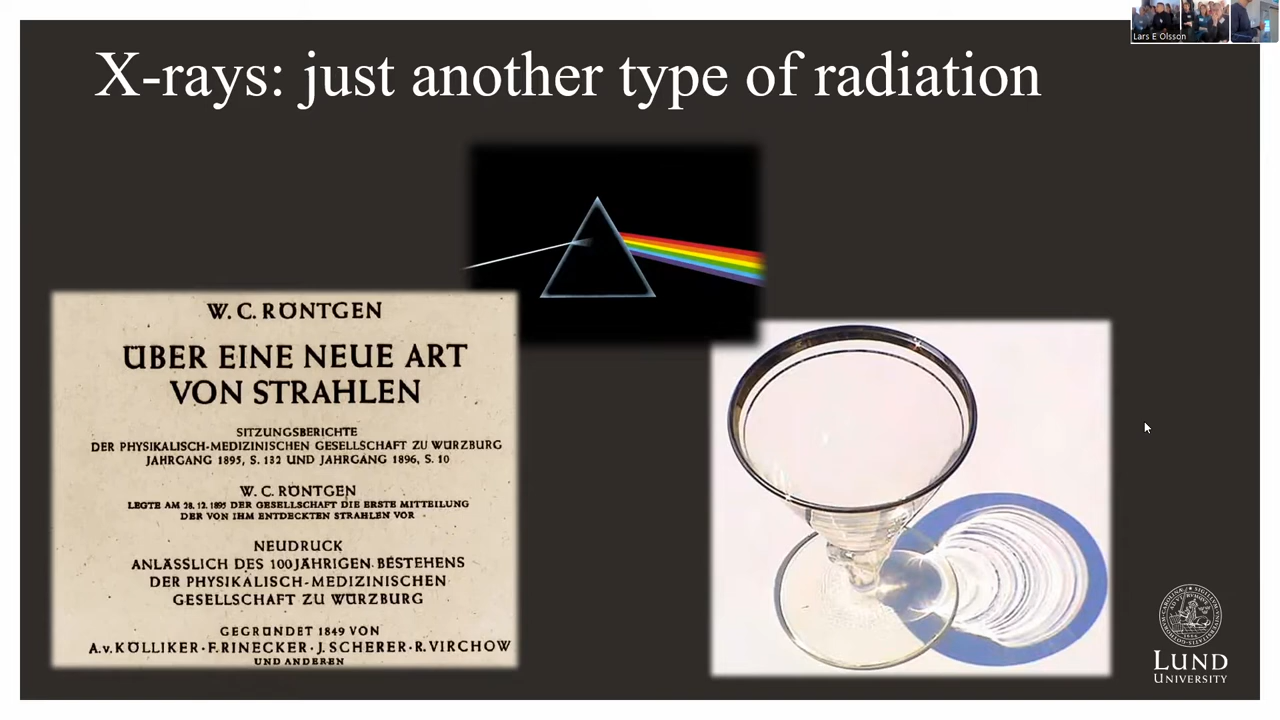 Lars E Olsson
X-rays: just another type of radiation
W. C. RÖNTGEN
ÜBER EINE NEUE ART
VON STRAHLEN
SITZUNGSBERICHTE
DER PHYSIKALISCH-MEDIZINISCHEN GESELLSCHAFT ZU WÜRZBURG
JAHRGANG 1895, S. 132 UND JAHRGANG 1896, S. 10
W. C. RÖNTGEN
LEGTE AM 28. 12. 1895 DER GESELLSCHAFT DIE ERSTE MITTEILUNG
DER VON IHM ENTDECKTEN STRAHLEN VOR
NEUDRUCK
ANLÄSSLICH DES 100JÄHRIGEN BESTEHENS
DER PHYSIKALISCH-MEDIZINISCHEN
GESELLSCHAFT ZU WÜRZBURG
GEGRÜNDET 1849 VON
A.v. KÖLLIKER · F. RINECKER · J. SCHERER · R. VIRCHOW
UND ANDEREN
LUND
UNIVERSITY